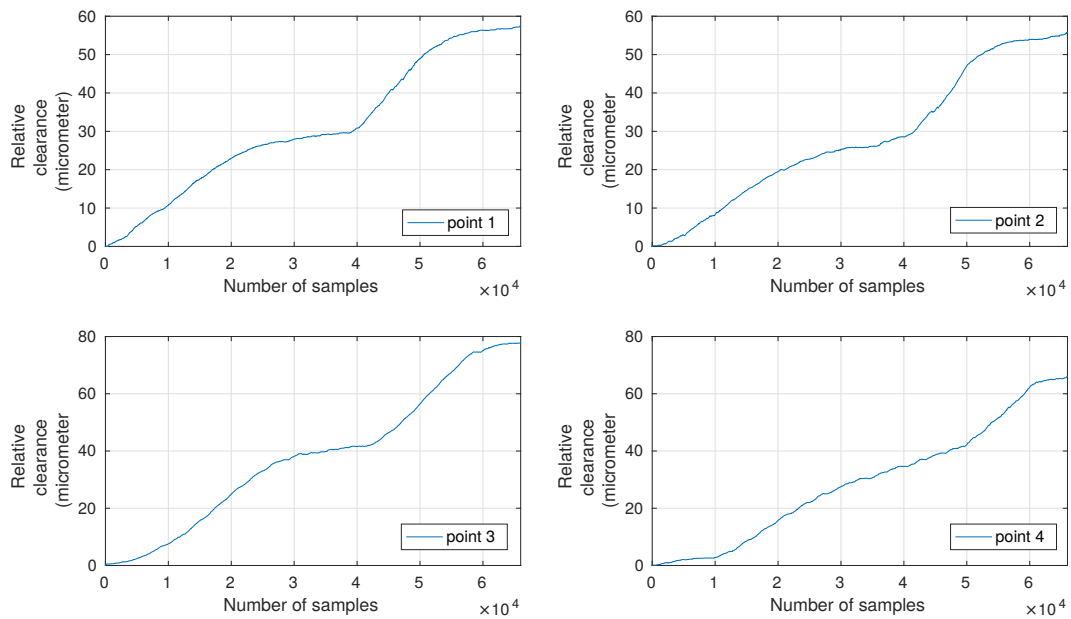 60
50
40
30
20
10
0
Relative
clearance
(micrometer)
point 1
0 1 2 3 4 5 6
Number of samples
×10^4
60
50
40
30
20
10
0
Relative
clearance
(micrometer
point 2
0 1 2 3 4 5 6
Number of samples
×10^4
80
60
40
20
0
Relative
clearance
(micrometer
point 3
0 1 2 3 4 5 6
Number of samples
×10^4
80
60
40
20
0
Relative
clearance
(micrometer
point 4
0 1 2 3 4 5 6
Number of samples
×10^4